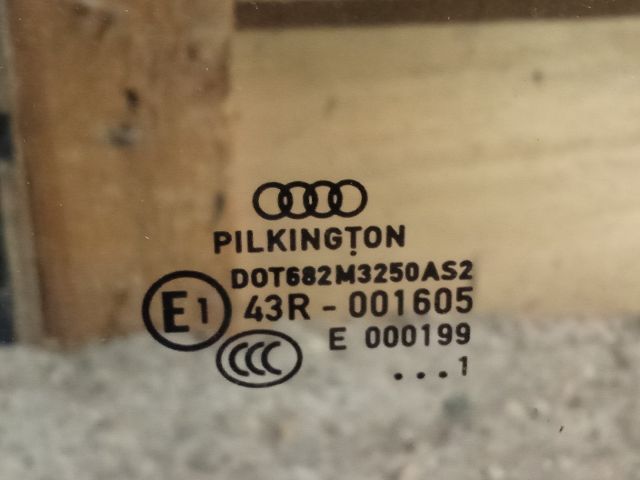 PILKINGTON
DOT682M3250AS2
E1 43R - 001605
CCC E 000199
...1